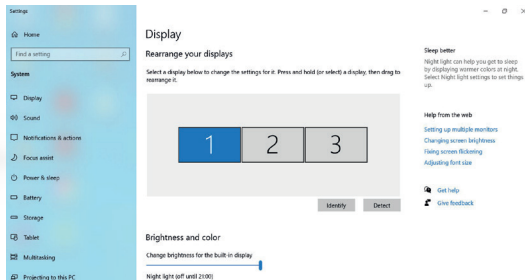 Settings
Home
Find a setting
System
Display
Sound
Notifications & actions
Focus assist
Power & sleep
Battery
Storage
Tablet
Multitasking
Projecting to this PC
Display
Rearrange your displays
Select a display below to change the settings for it. Press and hold (or select) a display, then drag to
rearrange it.
1 2 3
Identify Detect
Brightness and color
Change brightness for the built-in display
Night light (off until 21:00)
Sleep better
Night light can help you get to sleep
by displaying warmer colors at night.
Select Night light settings to set things
up.
Help from the web
Setting up multiple monitors
Changing screen brightness
Fixing screen flickering
Adjusting font size
Get help
Give feedback